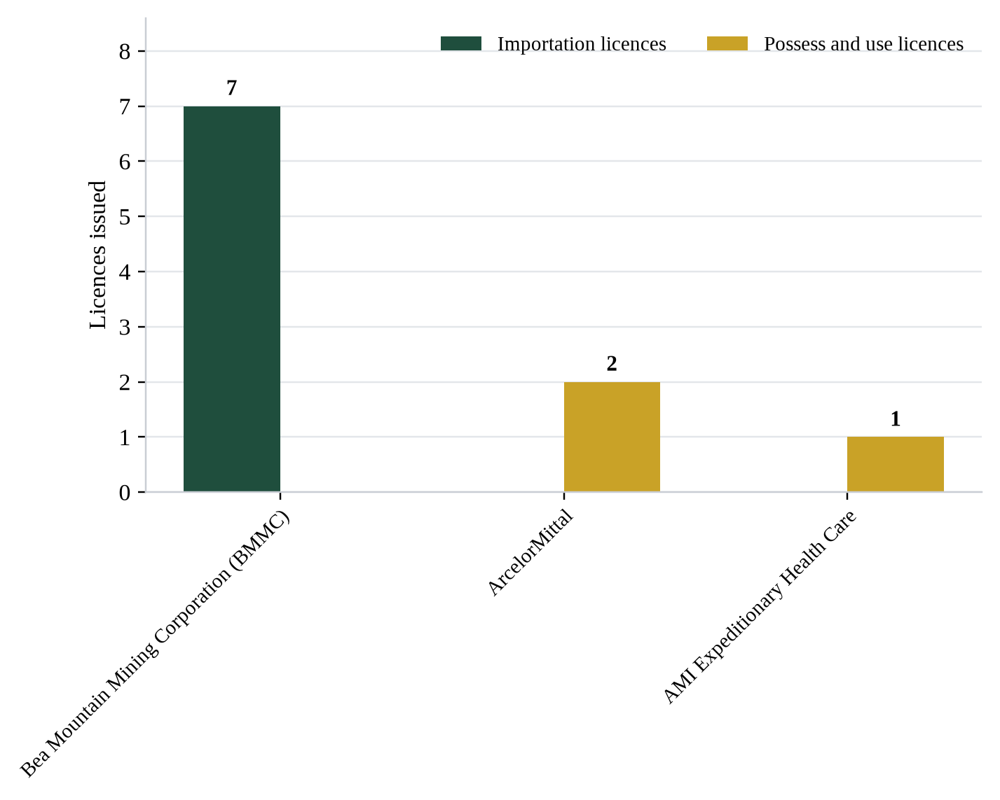 Importation licences
Possess and use licences
Licences issued
8
7
6
5
4
3
2
1
0
7
2
1
Bea Mountain Mining Corporation (BMMC)
ArcelorMittal
AMI Expeditionary Health Care